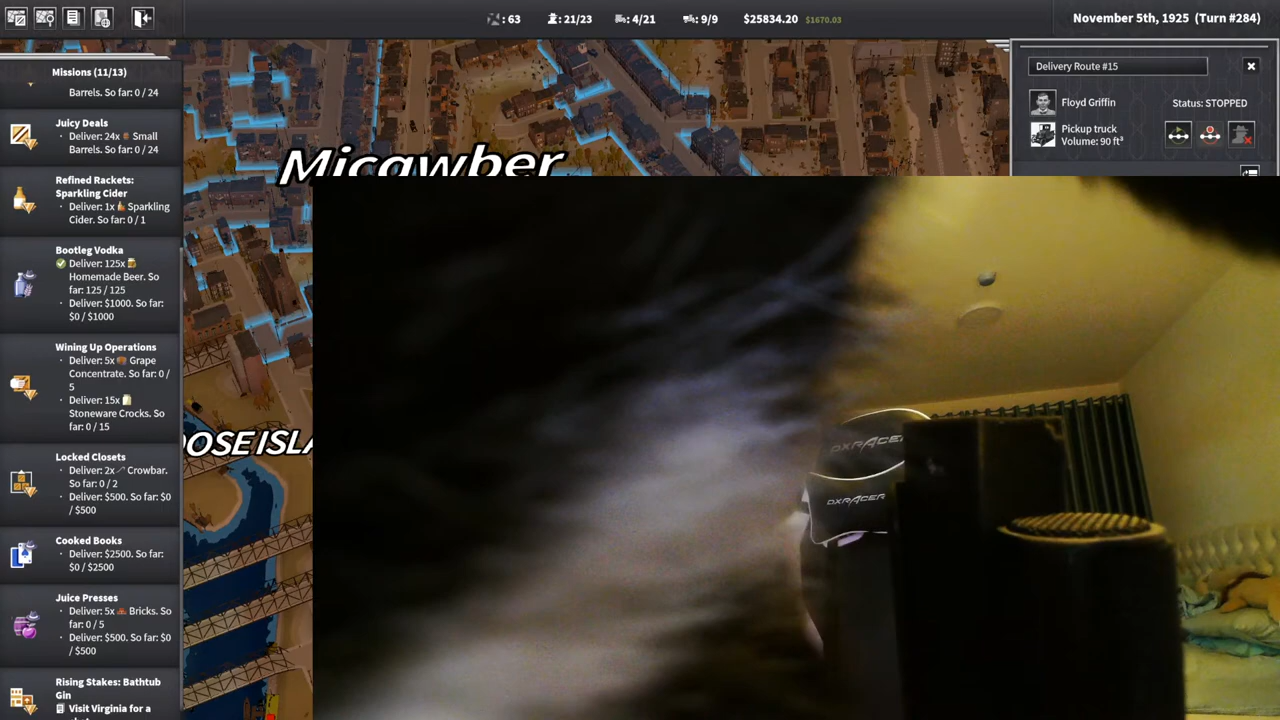 : 63
: 21/23
: 4/21
: 9/9
$25834.20
$1670.03
November 5th, 1925 (Turn #284)
Missions (11/13)
Barrels. So far: 0 / 24
Juicy Deals
· Deliver: 24x Small
Barrels. So far: 0 / 24
Refined Rackets:
Sparkling Cider
· Deliver: 1x Sparkling
Cider. So far: 0 / 1
Bootleg Vodka
Deliver: 125x
Homemade Beer. So
far: 125 / 125
· Deliver: $1000. So far:
$0 / $1000
Wining Up Operations
· Deliver: 5x Grape
Concentrate. So far: 0 /
5
· Deliver: 15x
Stoneware Crocks. So
far: 0 / 15
Locked Closets
· Deliver: 2x Crowbar.
So far: 0 / 2
· Deliver: $500. So far: $0
/ $500
Cooked Books
· Deliver: $2500. So far:
$0 / $2500
Juice Presses
· Deliver: 5x Bricks. So
far: 0 / 5
· Deliver: $500. So far: $0
/ $500
Rising Stakes: Bathtub
Gin
Visit Virginia for a
Micawber
OOSE ISLA
Delivery Route #15
Floyd Griffin
Status: STOPPED
Pickup truck
Volume: 90 ft³
DXRACER
DXRACER